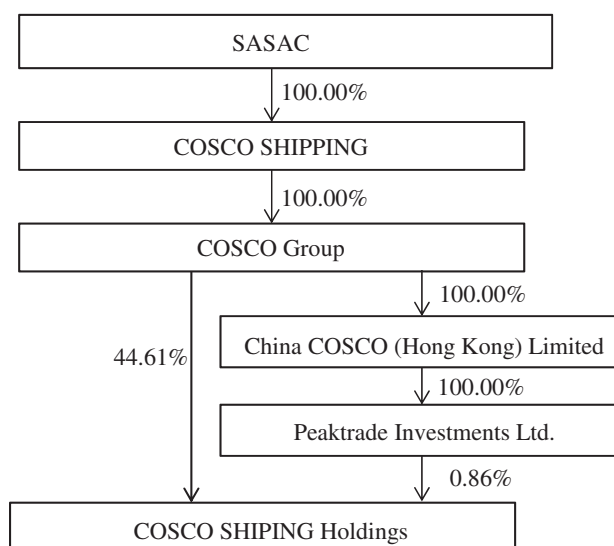 SASAC
100.00%
COSCO SHIPPING
100.00%
COSCO Group
100.00%
44.61%
China COSCO (Hong Kong) Limited
100.00%
Peaktrade Investments Ltd.
0.86%
COSCO SHIPING Holdings